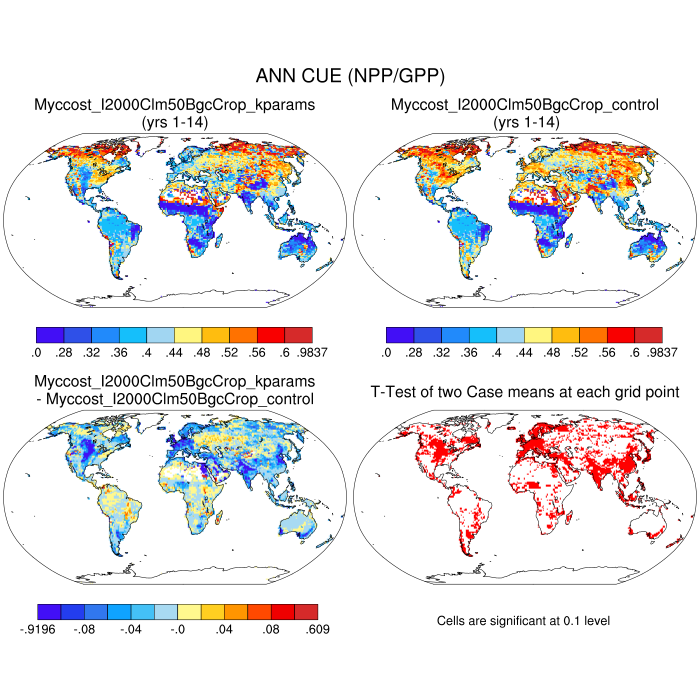 ANN CUE (NPP/GPP)
Myccost_I2000Clm50BgcCrop_kparams
(yrs 1-14)
Myccost_I2000Clm50BgcCrop_control
(yrs 1-14)
.0 .28 .32 .36 .4 .44 .48 .52 .56 .6 .9837
.0 .28 .32 .36 .4 .44 .48 .52 .56 .6 .9837
Myccost_I2000Clm50BgcCrop_kparams
- Myccost_I2000Clm50BgcCrop_control
T-Test of two Case means at each grid point
-.9196 -.08 -.04 -.0 .04 .08 .609
Cells are significant at 0.1 level